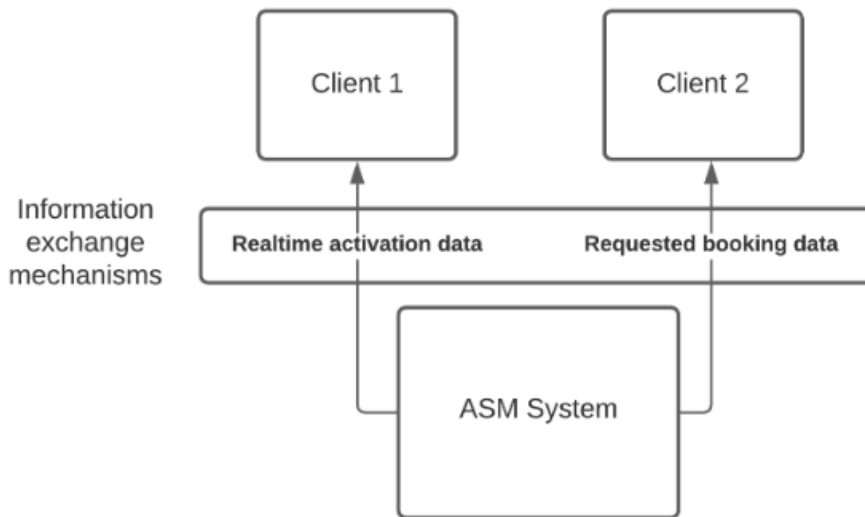 Client 1
Client 2
Information
exchange
mechanisms
Realtime activation data
Requested booking data
ASM System